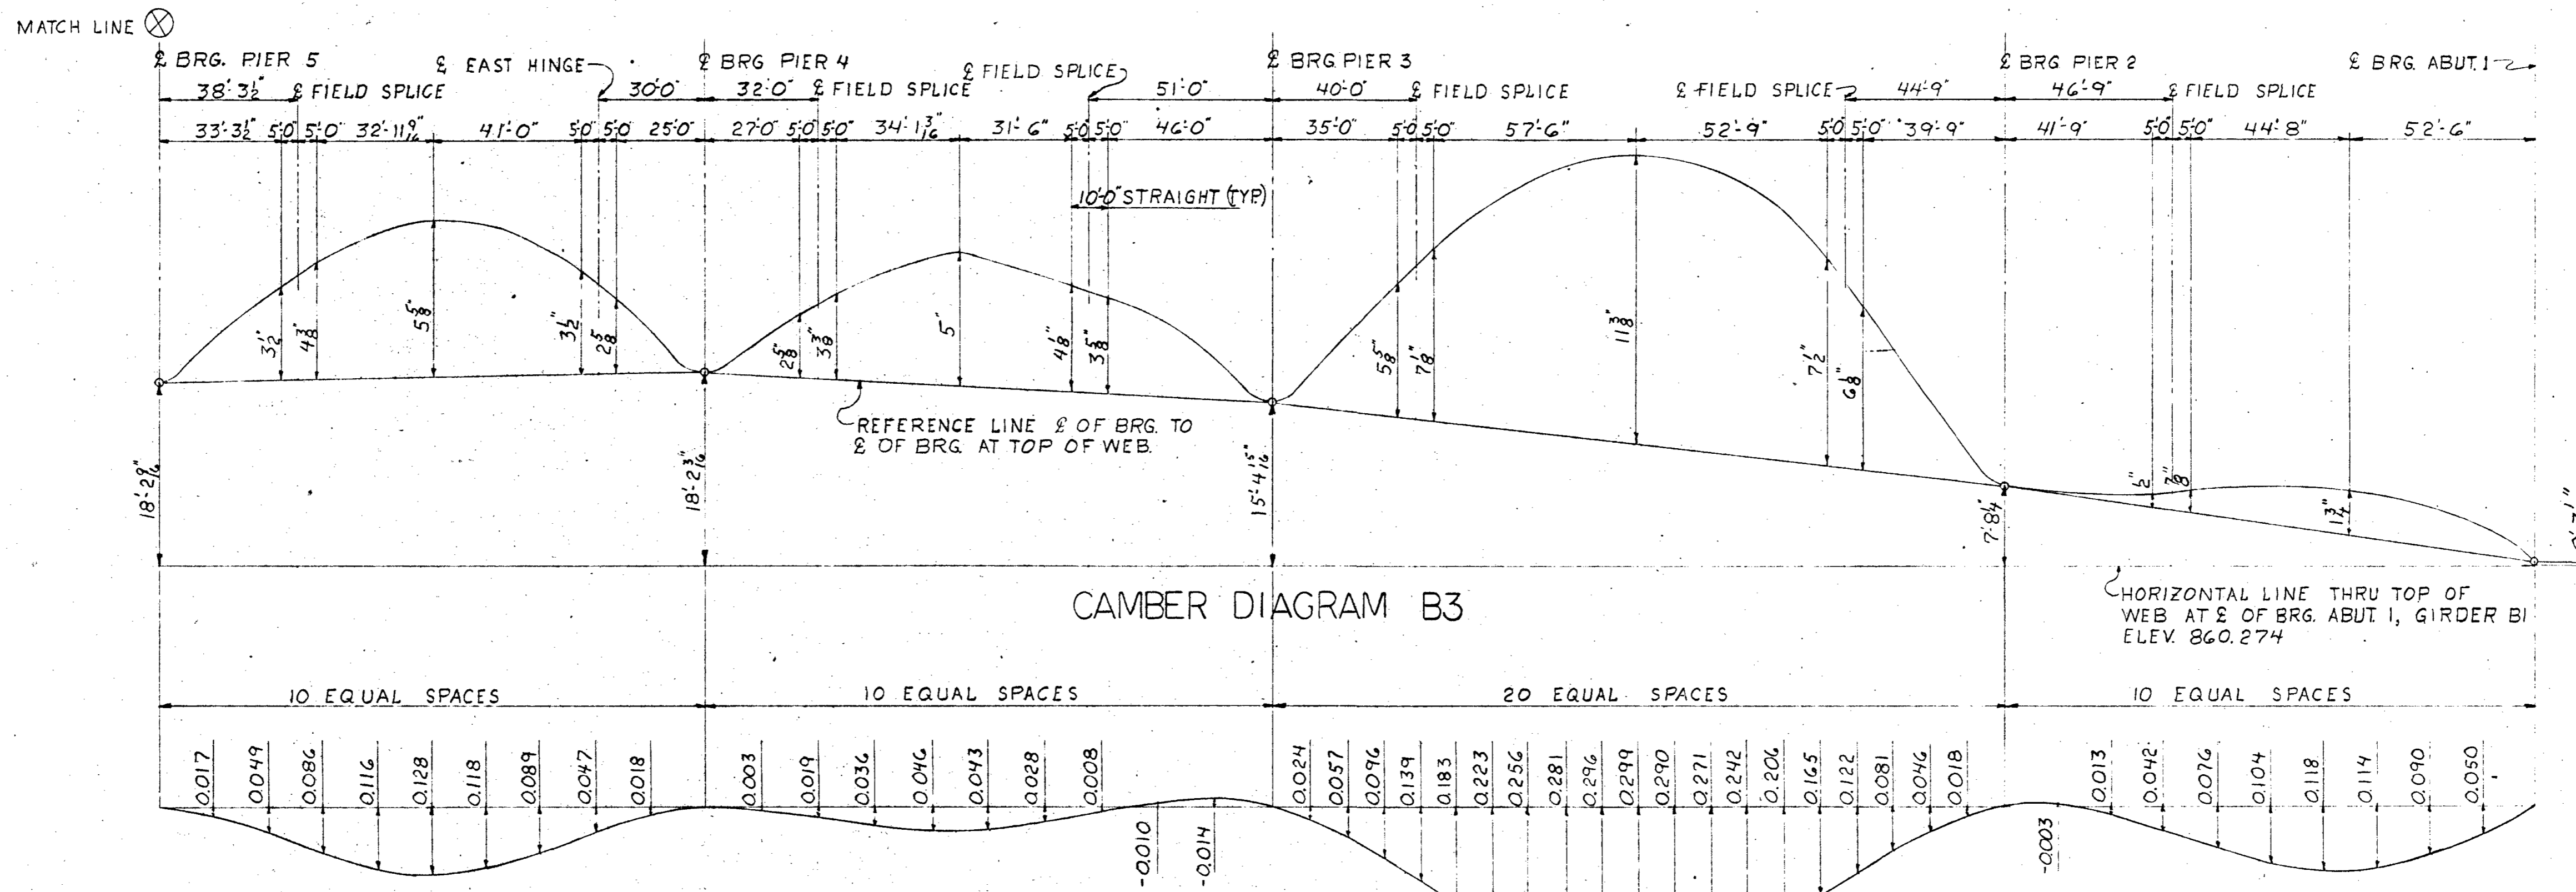 MATCH LINE
℄ BRG. PIER 5
℄ EAST HINGE
℄ BRG PIER 4
℄ FIELD SPLICE
℄ BRG. PIER 3
℄ BRG PIER 2
℄ BRG. ABUT. 1
38'-3½" ℄ FIELD SPLICE 30'-0" 32'-0" ℄ FIELD SPLICE 51'-0" 40'-0" ℄ FIELD SPLICE ℄ FIELD SPLICE 44'-9" 46'-9" ℄ FIELD SPLICE
33'-3½" 5'-0" 5'-0" 32'-11 9/16" 41'-0" 5'-0" 5'-0" 25'-0" 27'-0" 5'-0" 5'-0" 34'-1 3/16" 31'-6" 5'-0" 5'-0" 46'-0" 35'-0" 5'-0" 5'-0" 57'-6" 52'-9" 5'-0" 5'-0" 39'-9" 41'-9" 5'-0" 5'-0" 44'-8" 52'-6"
10'-0" STRAIGHT (TYP.)
3½" 4⅜" 5⅝" 3½" 2⅝" 2⅝" 3⅜" 5" 4⅛" 3⅝" 5⅝" 7⅛" 11⅜" 7½" 6⅛" ½" ⅞" 1¾"
REFERENCE LINE ℄ OF BRG. TO
℄ OF BRG. AT TOP OF WEB.
18'-2 9/16" 18'-2 3/16" 15'-4 15/16" 7'-8¼"
CAMBER DIAGRAM B3
HORIZONTAL LINE THRU TOP OF
WEB AT ℄ OF BRG. ABUT. 1, GIRDER B1
ELEV. 860.274
10 EQUAL SPACES 10 EQUAL SPACES 20 EQUAL SPACES 10 EQUAL SPACES
0.017 0.049 0.086 0.116 0.128 0.118 0.089 0.047 0.018 0.003 0.019 0.036 0.046 0.043 0.028 0.008 -0.010 -0.014 0.024 0.057 0.096 0.139 0.183 0.223 0.256 0.281 0.296 0.299 0.290 0.271 0.242 0.206 0.165 0.122 0.081 0.046 0.018 -0.003 0.013 0.042 0.076 0.104 0.118 0.114 0.090 0.050